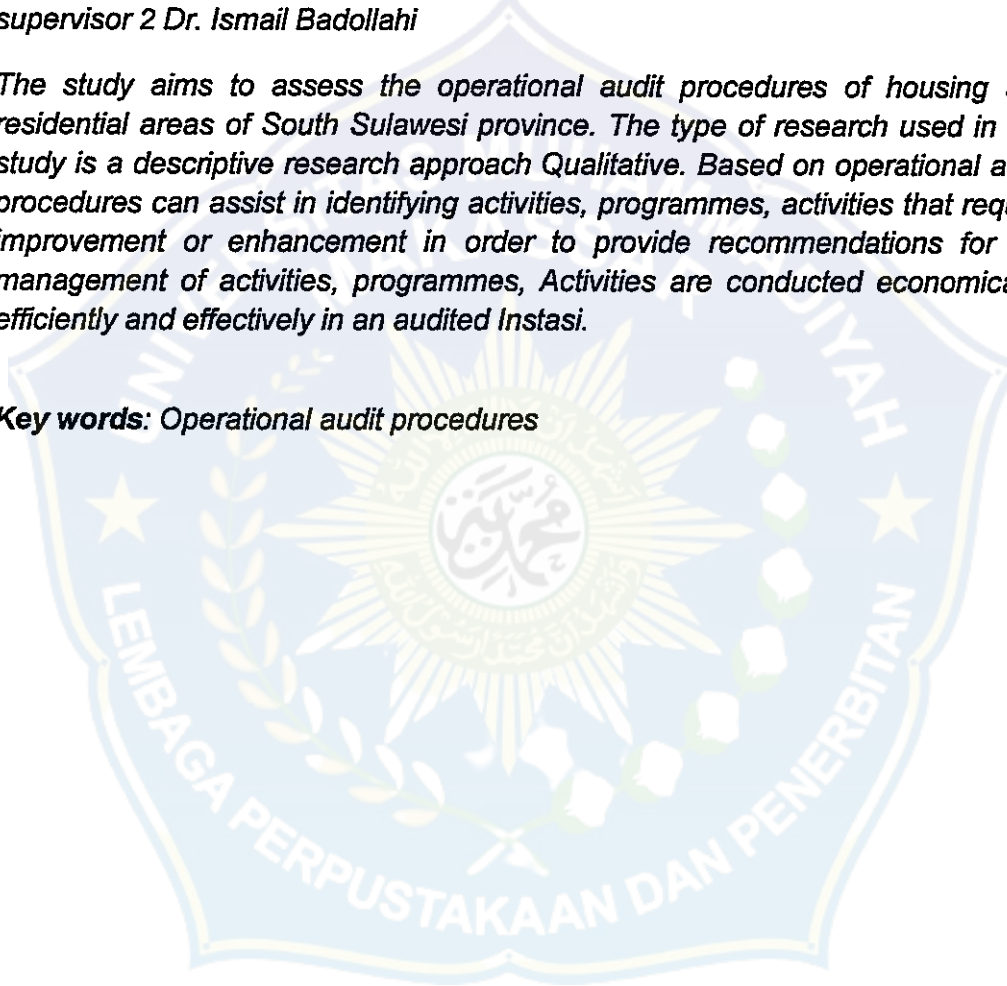 supervisor 2 Dr. Ismail Badollahi
The study aims to assess the operational audit procedures of housing
residential areas of South Sulawesi province. The type of research used in
study is a descriptive research approach Qualitative. Based on operational
procedures can assist in identifying activities, programmes, activities that
improvement or enhancement in order to provide recommendations for
management of activities, programmes, Activities are conducted
efficiently and effectively in an audited Instasi.
Key words: Operational audit procedures
UNIVERSITAS MUHAMMADIYAH
MAKASSAR
LEMBAGA PERPUSTAKAAN DAN PENERBITAN
محمدية